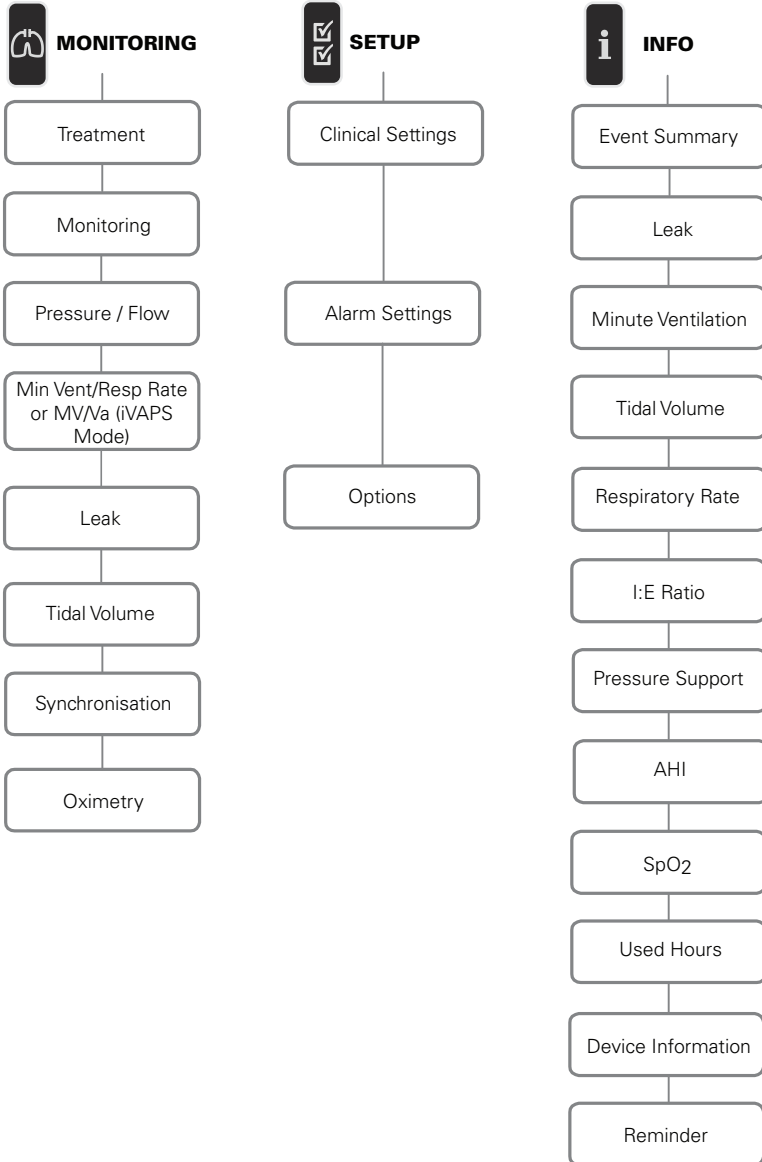 MONITORING
Treatment
Monitoring
Pressure / Flow
Min Vent/Resp Rate
or MV/Va (iVAPS
Mode)
Leak
Tidal Volume
Synchronisation
Oximetry
SETUP
Clinical Settings
Alarm Settings
Options
i
INFO
Event Summary
Leak
Minute Ventilation
Tidal Volume
Respiratory Rate
I:E Ratio
Pressure Support
AHI
SpO2
Used Hours
Device Information
Reminder